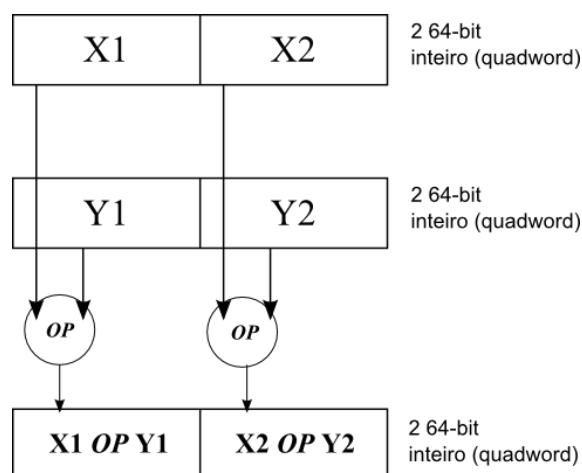 X1 X2
2 64-bit
inteiro (quadword)
Y1 Y2
2 64-bit
inteiro (quadword)
OP OP
X1 OP Y1 X2 OP Y2
2 64-bit
inteiro (quadword)